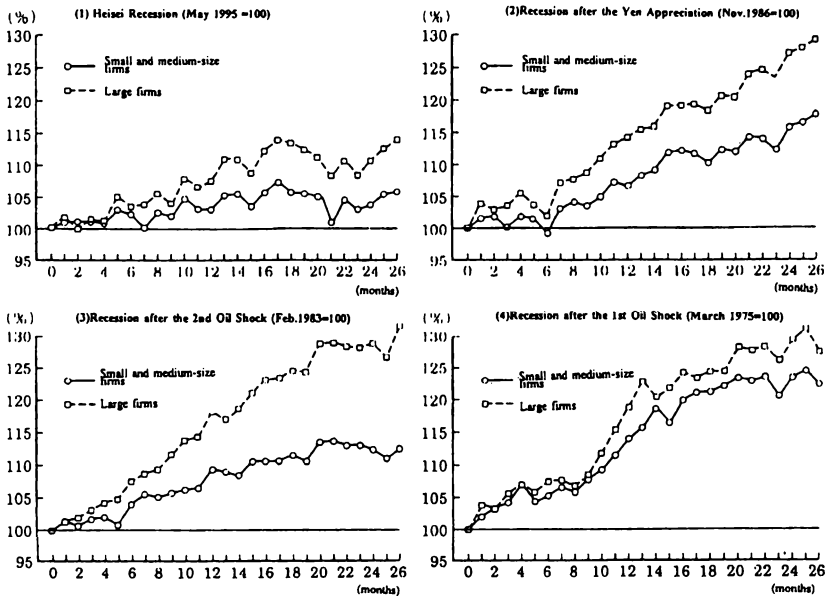 (%) (1) Heisei Recession (May 1995 =100)
130
125
120
115
110
105
100
95
Small and medium-size
firms
Large firms
0 2 4 6 8 10 12 14 16 18 20 22 24 26
(months)
(%) (2)Recession after the Yen Appreciation (Nov.1986=100)
130
125
120
115
110
105
100
95
Small and medium-size
firms
Large firms
0 2 4 6 8 10 12 14 16 18 20 22 24 26
(months)
(%) (3)Recession after the 2nd Oil Shock (Feb.1983=100)
130
125
120
115
110
105
100
95
Small and medium-size
firms
Large firms
0 2 4 6 8 10 12 14 16 18 20 22 24 26
(months)
(%) (4)Recession after the 1st Oil Shock (March 1975=100)
130
125
120
115
110
105
100
95
Small and medium-size
firms
Large firms
0 2 4 6 8 10 12 14 16 18 20 22 24 26
(months)